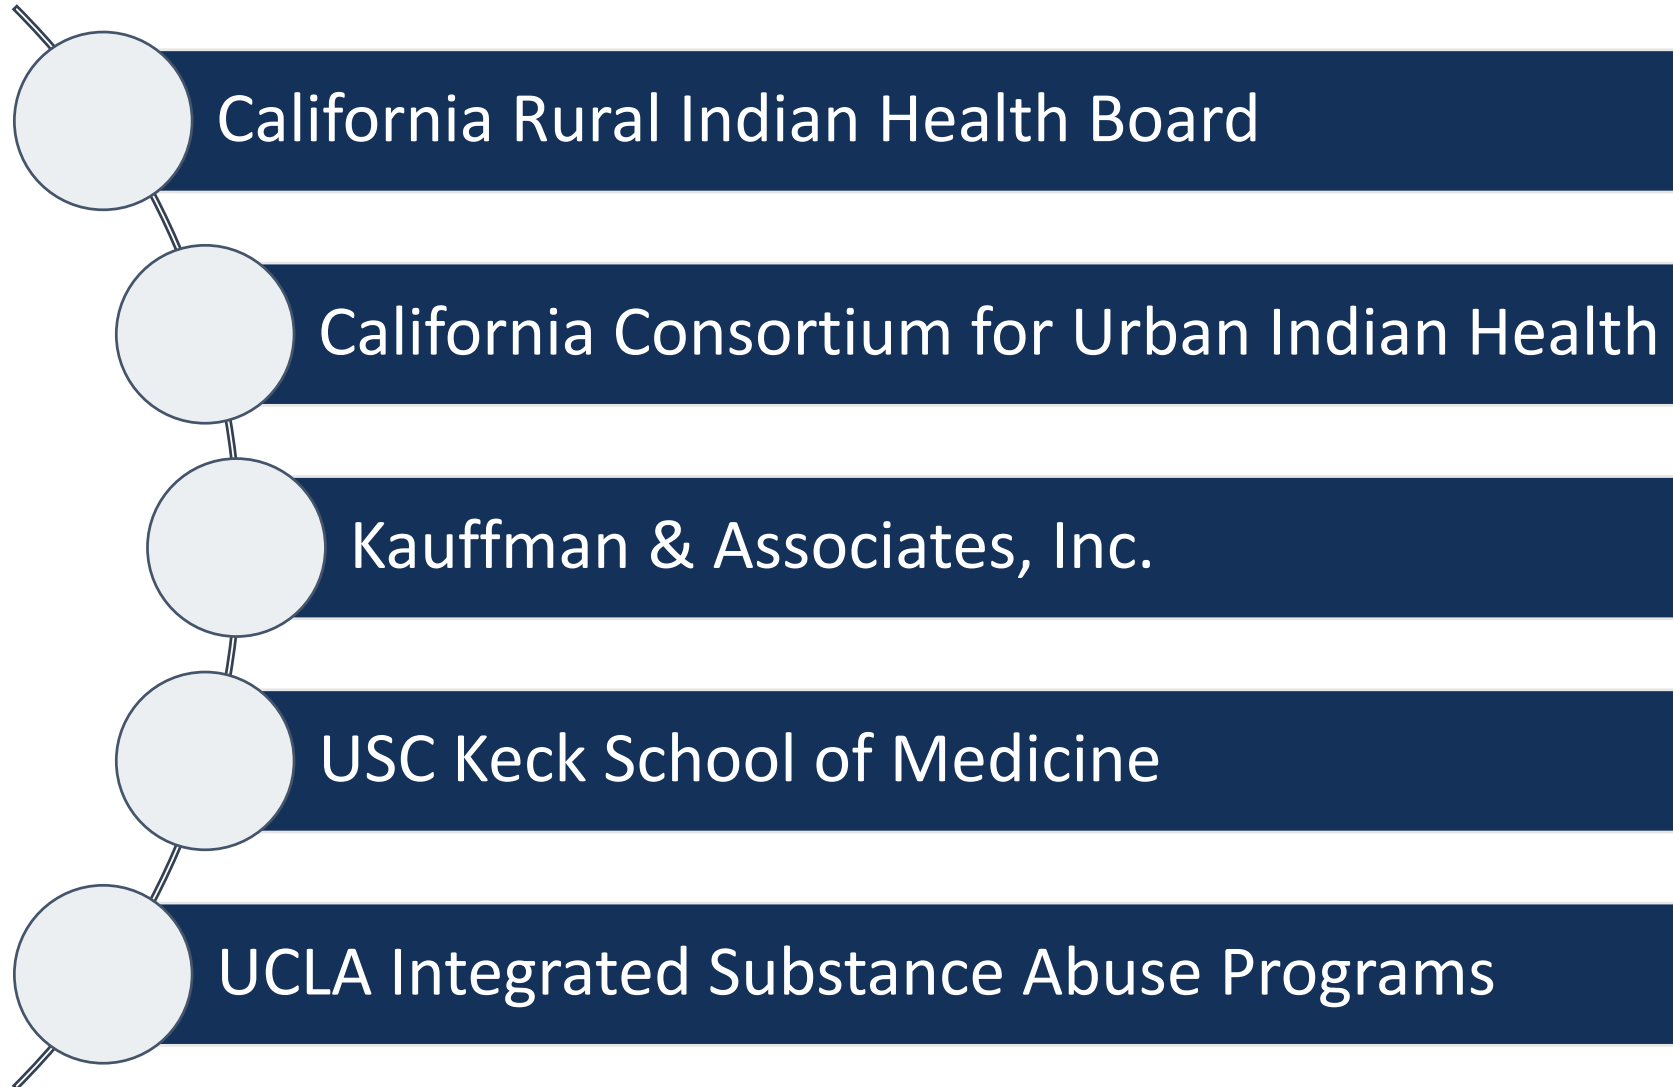 California Rural Indian Health Board
California Consortium for Urban Indian Health
Kauffman & Associates, Inc.
USC Keck School of Medicine
UCLA Integrated Substance Abuse Programs